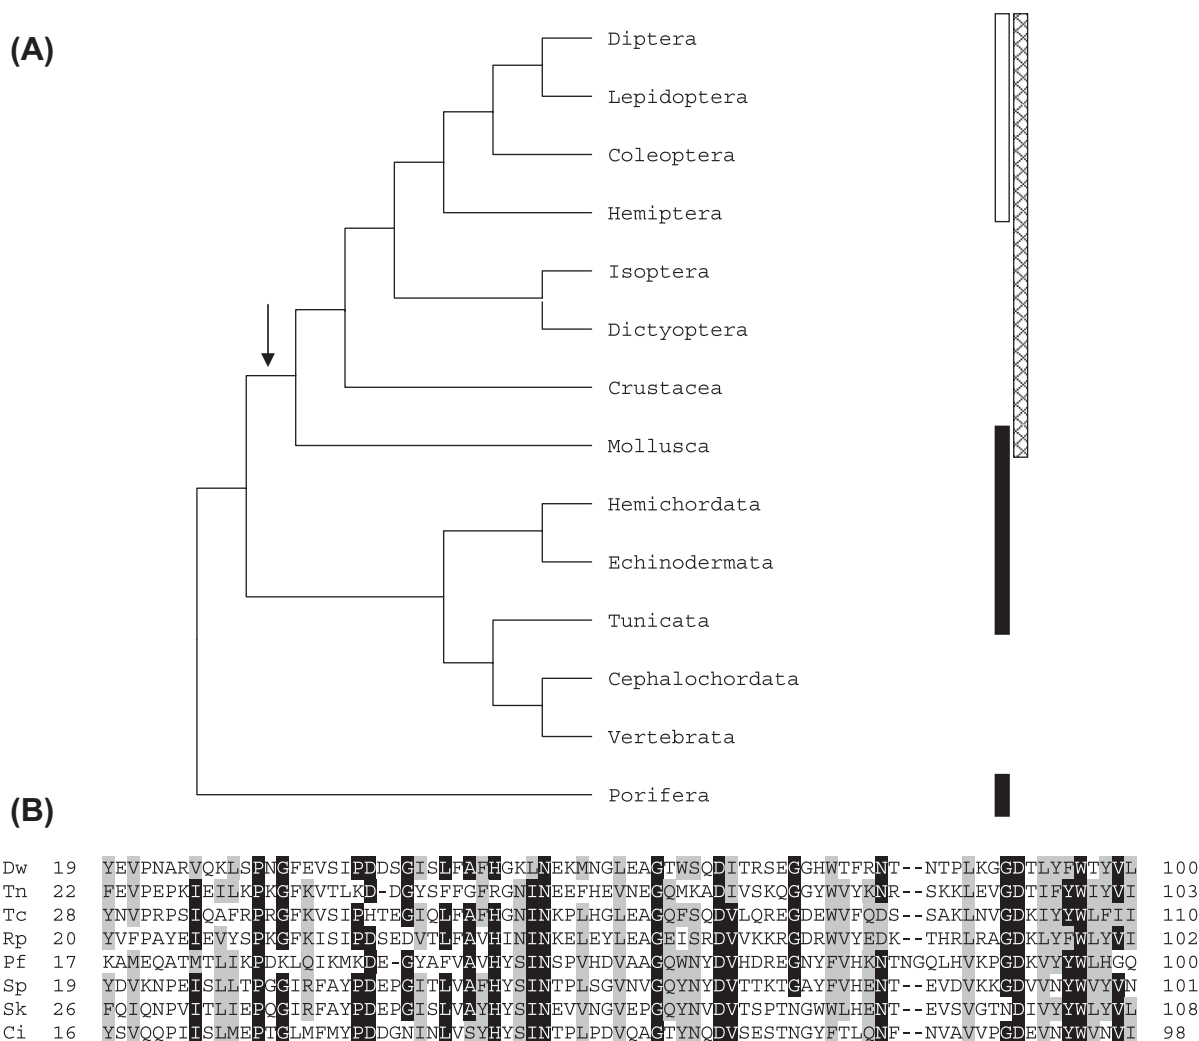 (A)
Diptera
Lepidoptera
Coleoptera
Hemiptera
Isoptera
Dictyoptera
Crustacea
Mollusca
Hemichordata
Echinodermata
Tunicata
Cephalochordata
Vertebrata
Porifera
(B)
Dw 19 YEVPNARVQKLSPNGFEVSIPDDSGISLFAFHGKLNEKMNGLEAGTWSQDITRSEGGHWTFRNT--NTPLKGGDTLYFWTYVL 100
Tn 22 FEVPEPKIEILKPKGFKVTLKD-DGYSFFGFRGNINEEFHEVNEGQMKADIVSKQGGYWVYKNR--SKKLEVGDTIFYWIYVI 103
Tc 28 YNVPRPSIQAFRPRGFKVSIPHTEGIQLFAFHGNINKPLHGLEAGQFSQDVLQREGDEWVFQDS--SAKLNVGDKIYYWLFII 110
Rp 20 YVFPAYEIEVYSPKGFKISIPDSEDVTLFAVHININKELEYLEAGEISRDVVKKRGDRWVYEDK--THRLRAGDKLYFWLYVI 102
Pf 17 KAMEQATMTLIKPDKLQIKMKDE-GYAFVAVHYSINSPVHDVAAGQWNYDVHDREGNYFVHKNTNGQLHVKPGDKVYYWLHGQ 100
Sp 19 YDVKNPEISLLTPGGIRFAYPDEPGITLVAFHYSINTPLSGVNVGQYNYDVTTKTGAYFVHENT--EVDVKKGDVVNYWVYVN 101
Sk 26 FQIQNPVITLIEPQGIRFAYPDEPGISLVAYHYSINEVVNGVEPGQYNVDVTSPTNGWWLHENT--EVSVGTNDIVYYWLYVL 108
Ci 16 YSVQQPIISLMEPTGLMFMYPDDGNINLVSYHYSINTPLPDVQAGTYNQDVSESTNGYFTLQNF--NVAVVPGDEVNYWVNVI 98